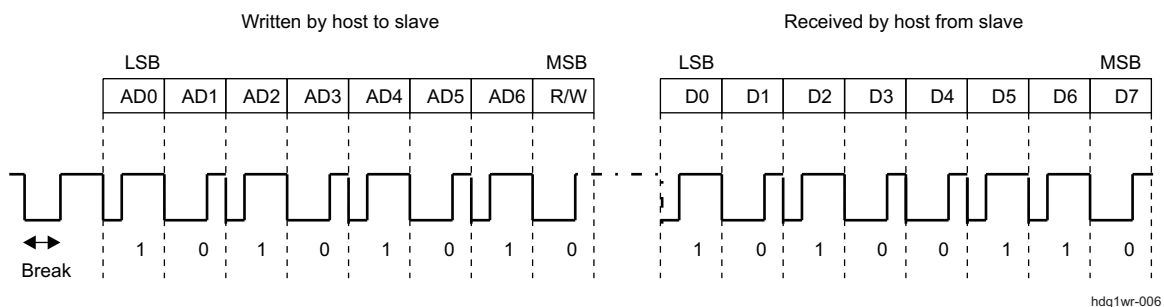 Written by host to slave Received by host from slave
LSB MSB LSB MSB
AD0 AD1 AD2 AD3 AD4 AD5 AD6 R/W D0 D1 D2 D3 D4 D5 D6 D7
1 0 1 0 1 0 1 0 1 0 1 0 0 1 1 0
Break
hdq1wr-006